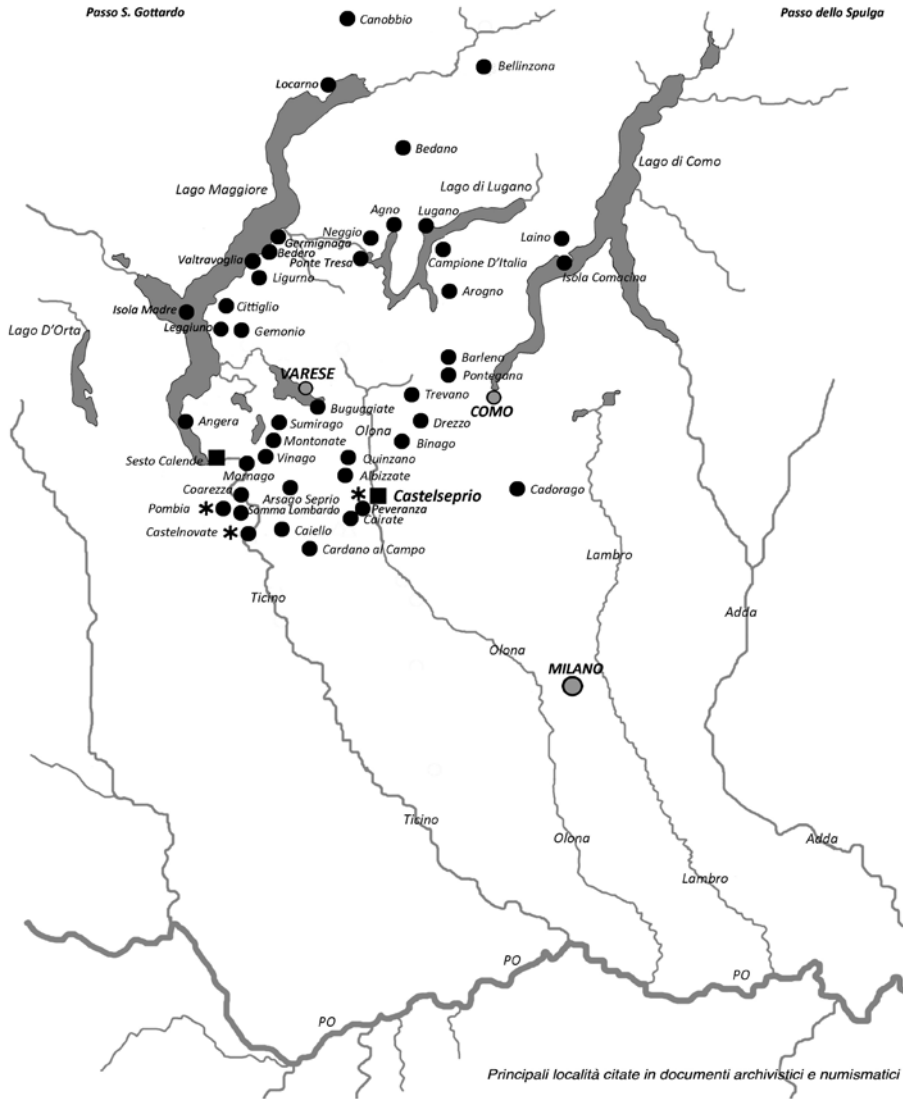 Passo S. Gottardo
Passo dello Spulga
Canobbio
Bellinzona
Locarno
Bedano
Lago di Como
Lago Maggiore
Lago di Lugano
Agno
Lugano
Neggio
Germignaga
Laino
Bedero
Valtravaglia
Ponte Tresa
Campione D'Italia
Isola Comacina
Ligurno
Arogno
Isola Madre
Cittiglio
Lago D'Orta
Leggiuno
Gemonio
Barlena
VARESE
Pontegana
Trevano
COMO
Buguggiate
Angera
Sumirago
Olona
Drezzo
Montonate
Binago
Sesto Calende
Vinago
Quinzano
Mornago
Albizzate
Coarezza
Arsago Seprio
* Castelseprio
Cadorago
Pombia *
Somma Lombardo
Peveranza
Cairate
Castelnovate *
Caiello
Cardano al Campo
Lambro
Ticino
Adda
Olona
MILANO
Ticino
Olona
Adda
Lambro
PO
PO
PO
Principali località citate in documenti archivistici e numismatici